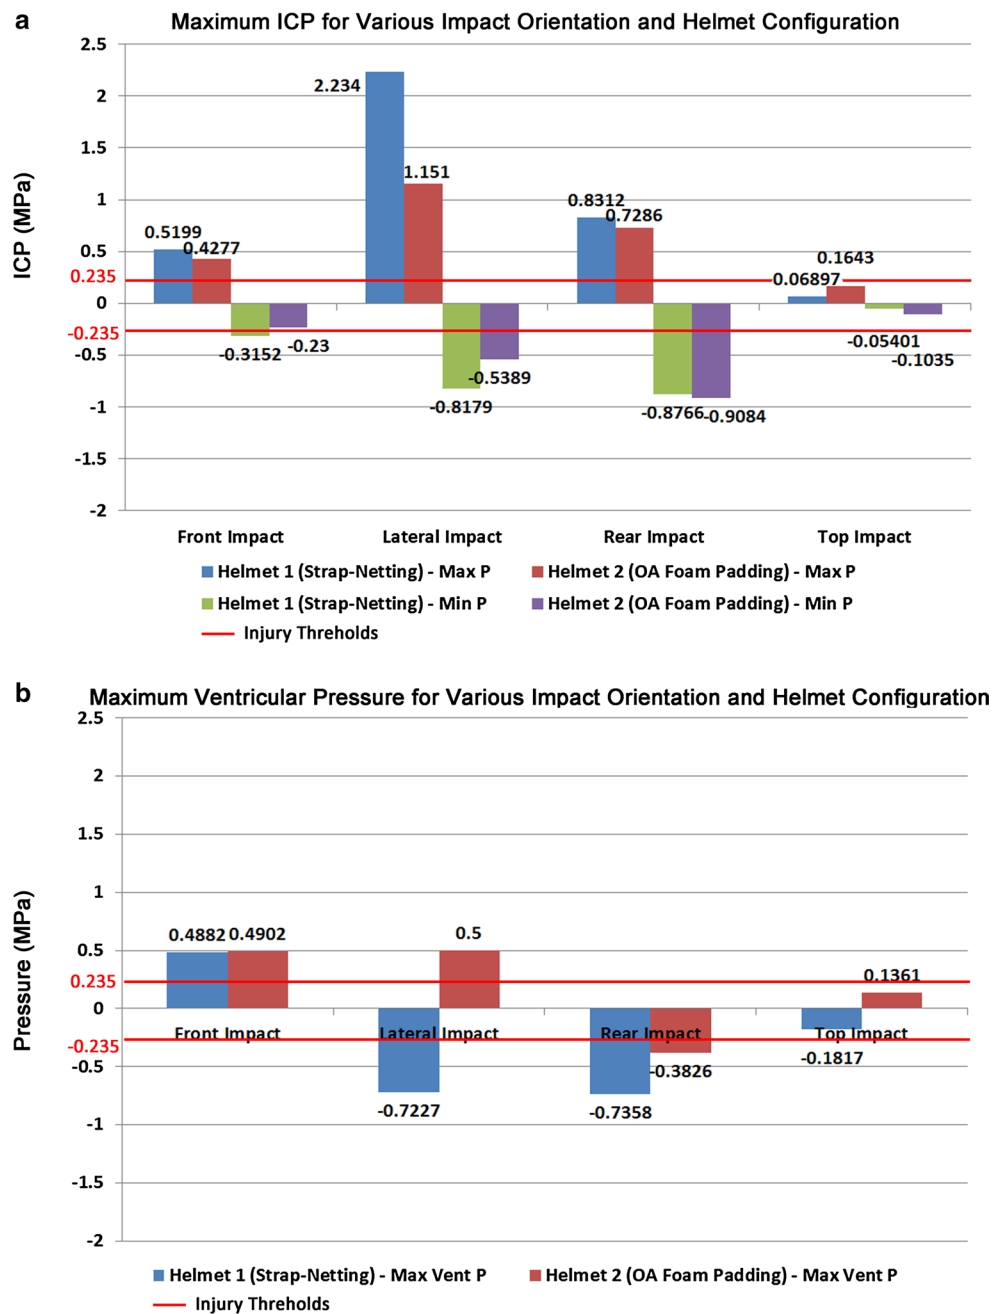 a
Maximum ICP for Various Impact Orientation and Helmet Configuration
2.5
2
1.5
1
0.5
0
-0.5
-1
-1.5
-2
ICP (MPa)
0.235
-0.235
0.5199
0.4277
-0.3152
-0.23
2.234
1.151
-0.8179
-0.5389
0.8312
0.7286
-0.8766
-0.9084
0.06897
0.1643
-0.05401
-0.1035
Front Impact
Lateral Impact
Rear Impact
Top Impact
Helmet 1 (Strap-Netting) - Max P
Helmet 2 (OA Foam Padding) - Max P
Helmet 1 (Strap-Netting) - Min P
Helmet 2 (OA Foam Padding) - Min P
Injury Threholds
b
Maximum Ventricular Pressure for Various Impact Orientation and Helmet Configuration
2.5
2
1.5
1
0.5
0
-0.5
-1
-1.5
-2
Pressure (MPa)
0.235
-0.235
0.4882
0.4902
-0.7227
0.5
-0.7358
-0.3826
-0.1817
0.1361
Front Impact
Lateral Impact
Rear Impact
Top Impact
Helmet 1 (Strap-Netting) - Max Vent P
Helmet 2 (OA Foam Padding) - Max Vent P
Injury Threholds